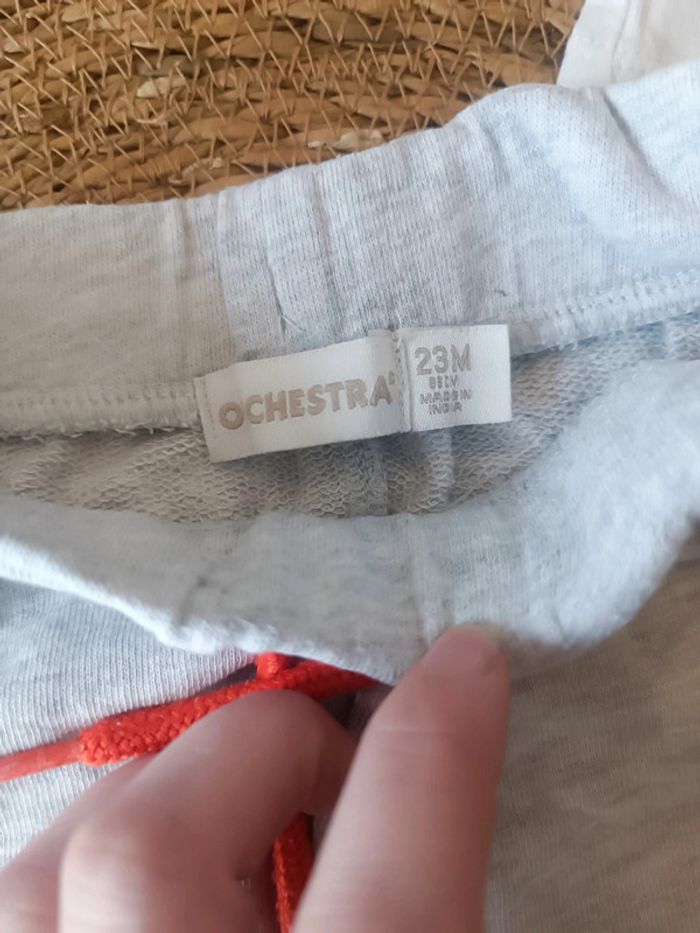 OCHESTRA
23M
MADE IN
INDIA